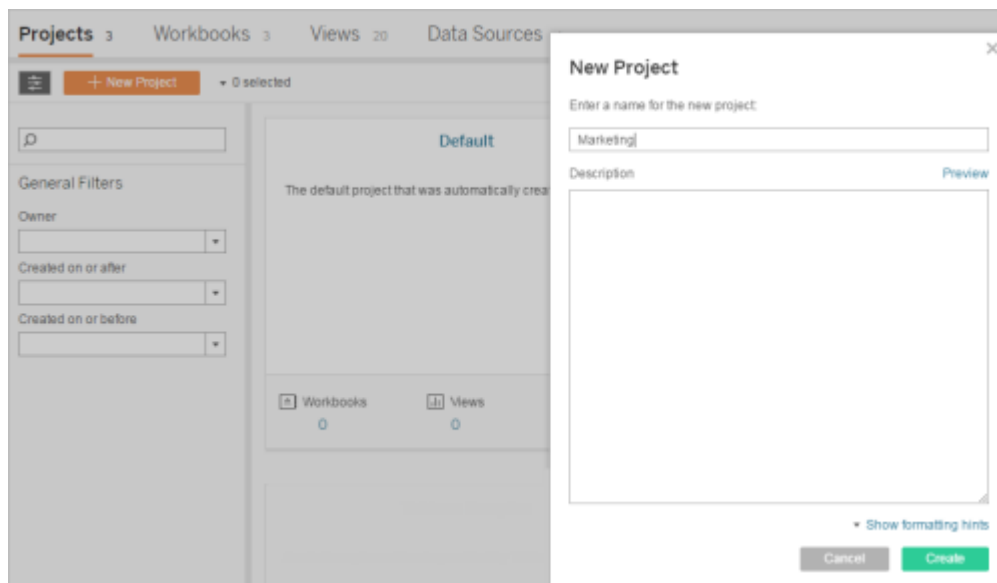 Projects 3 Workbooks 3 Views 20 Data Sources
+ New Project 0 selected
General Filters
Owner
Created on or after
Created on or before
Default
The default project that was automatically crea
Workbooks Views
0 0
New Project
Enter a name for the new project:
Marketing
Description Preview
Show formatting hints
Cancel Create